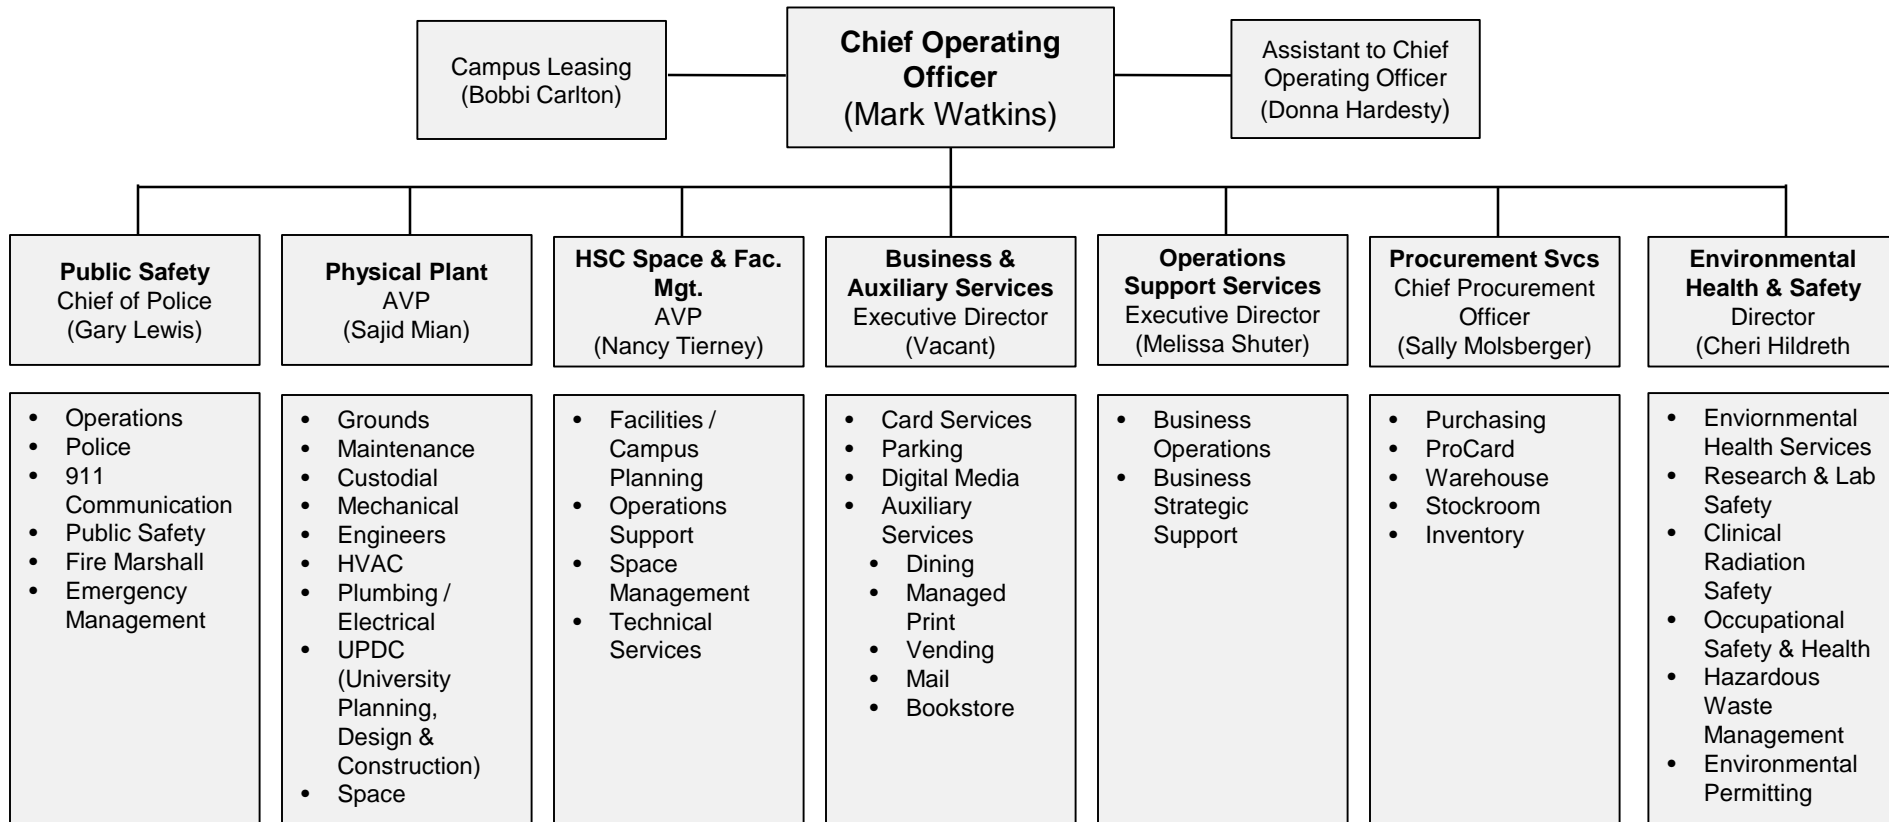 Campus Leasing
(Bobbi Carlton)
Chief Operating
Officer
(Mark Watkins)
Assistant to Chief
Operating Officer
(Donna Hardesty)
Public Safety
Chief of Police
(Gary Lewis)
Physical Plant
AVP
(Sajid Mian)
HSC Space & Fac.
Mgt.
AVP
(Nancy Tierney)
Business &
Auxiliary Services
Executive Director
(Vacant)
Operations
Support Services
Executive Director
(Melissa Shuter)
Procurement Svcs
Chief Procurement
Officer
(Sally Molsberger)
Environmental
Health & Safety
Director
(Cheri Hildreth
• Operations
• Police
• 911
Communication
• Public Safety
• Fire Marshall
• Emergency
Management
• Grounds
• Maintenance
• Custodial
• Mechanical
• Engineers
• HVAC
• Plumbing /
Electrical
• UPDC
(University
Planning,
Design &
Construction)
• Space
• Facilities /
Campus
Planning
• Operations
Support
• Space
Management
• Technical
Services
• Card Services
• Parking
• Digital Media
• Auxiliary
Services
• Dining
• Managed
Print
• Vending
• Mail
• Bookstore
• Business
Operations
• Business
Strategic
Support
• Purchasing
• ProCard
• Warehouse
• Stockroom
• Inventory
• Enviornmental
Health Services
• Research & Lab
Safety
• Clinical
Radiation
Safety
• Occupational
Safety & Health
• Hazardous
Waste
Management
• Environmental
Permitting